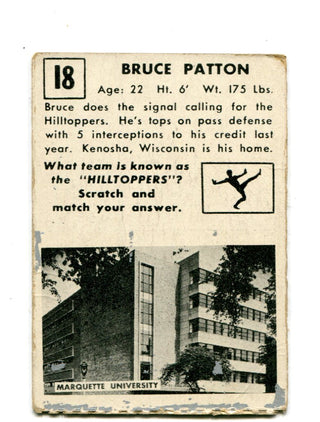 18
BRUCE PATTON
Age: 22 Ht. 6' Wt. 175 Lbs.
Bruce does the signal calling for the
Hilltoppers. He's tops on pass defense
with 5 interceptions to his credit last
year. Kenosha, Wisconsin is his home.
What team is known as
the "HILLTOPPERS"?
Scratch and
match your answer.
MARQUETTE UNIVERSITY